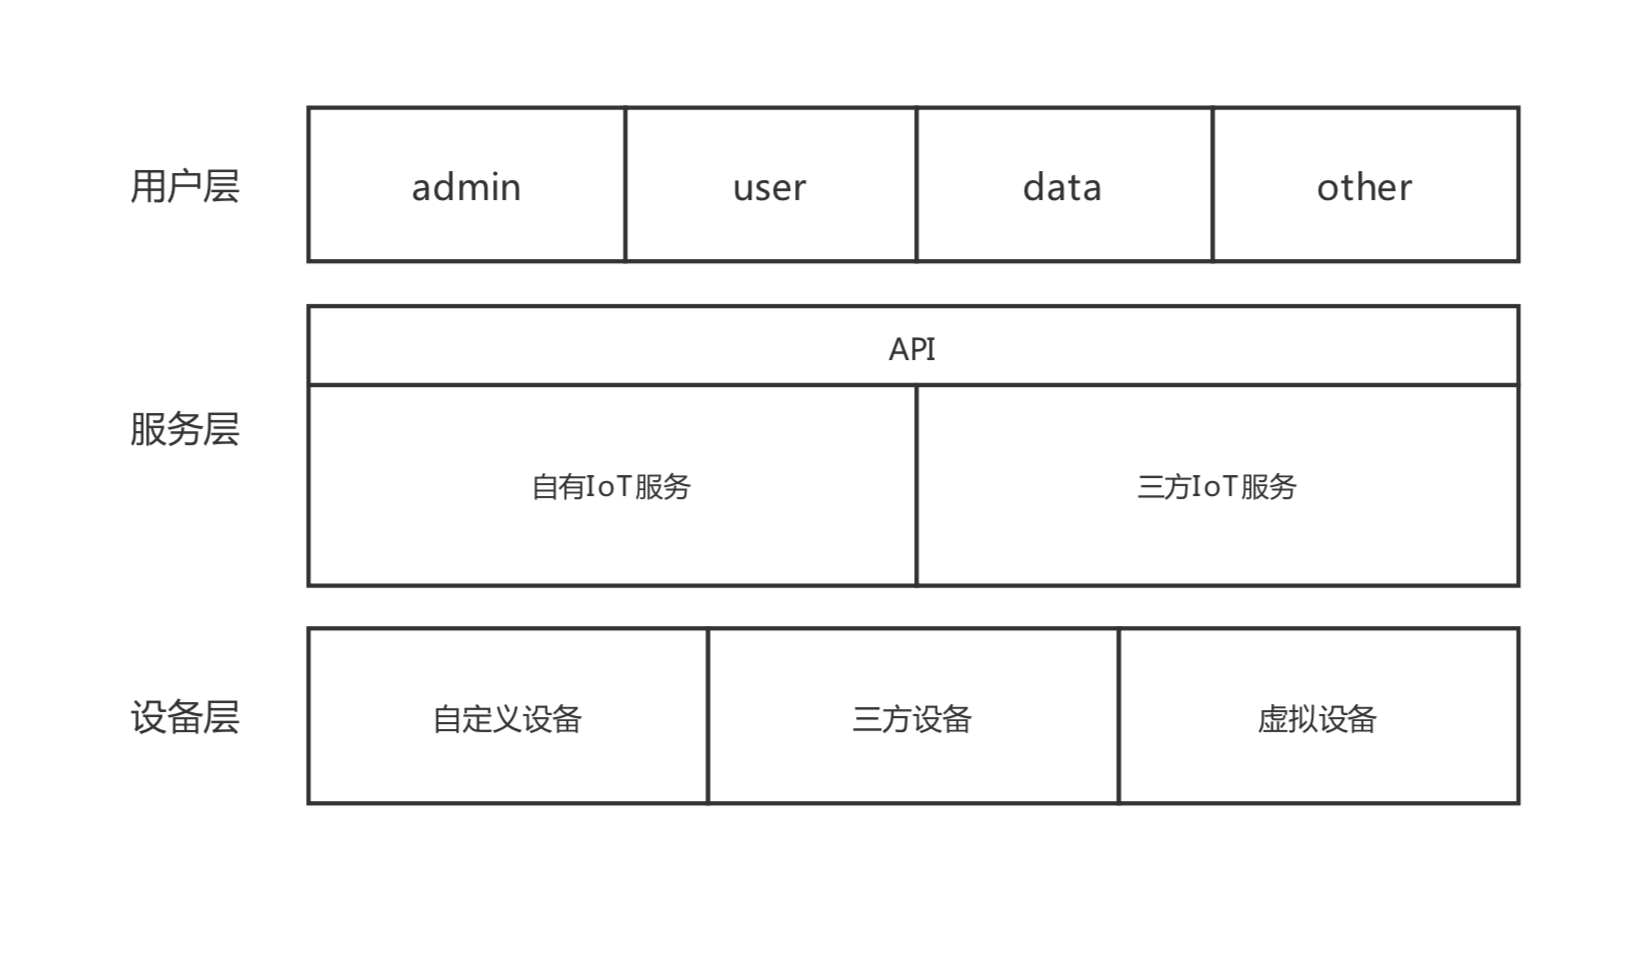 用户层
admin
user
data
other
API
服务层
自有IoT服务
三方IoT服务
设备层
自定义设备
三方设备
虚拟设备